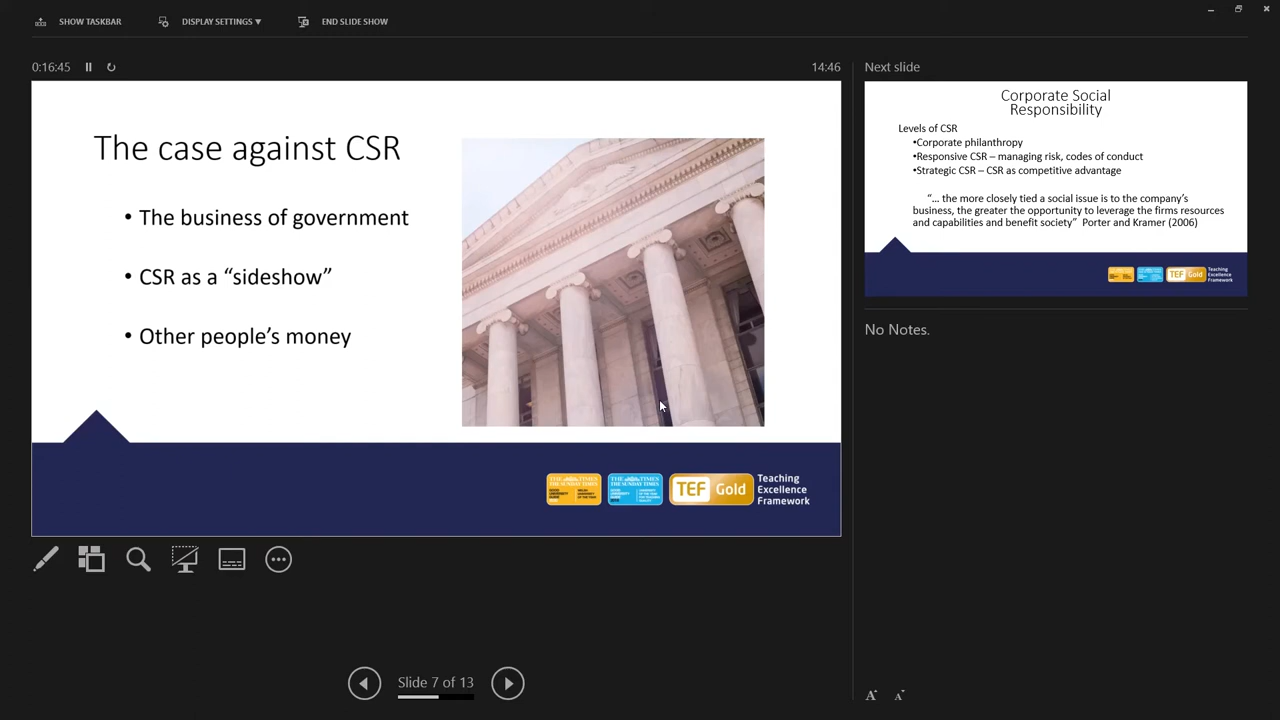 SHOW TASKBAR
DISPLAY SETTINGS ▼
END SLIDE SHOW
0:16:45
14:46
The case against CSR
• The business of government
• CSR as a “sideshow”
• Other people’s money
THE TIMES
THE SUNDAY TIMES
THE TIMES
THE SUNDAY TIMES
TEF Gold
Teaching
Excellence
Framework
Slide 7 of 13
Next slide
Corporate Social
Responsibility
Levels of CSR
•Corporate philanthropy
•Responsive CSR – managing risk, codes of conduct
•Strategic CSR – CSR as competitive advantage
“… the more closely tied a social issue is to the company’s
business, the greater the opportunity to leverage the firms resources
and capabilities and benefit society” Porter and Kramer (2006)
TEF Gold
Teaching
Excellence
Framework
No Notes.
A A